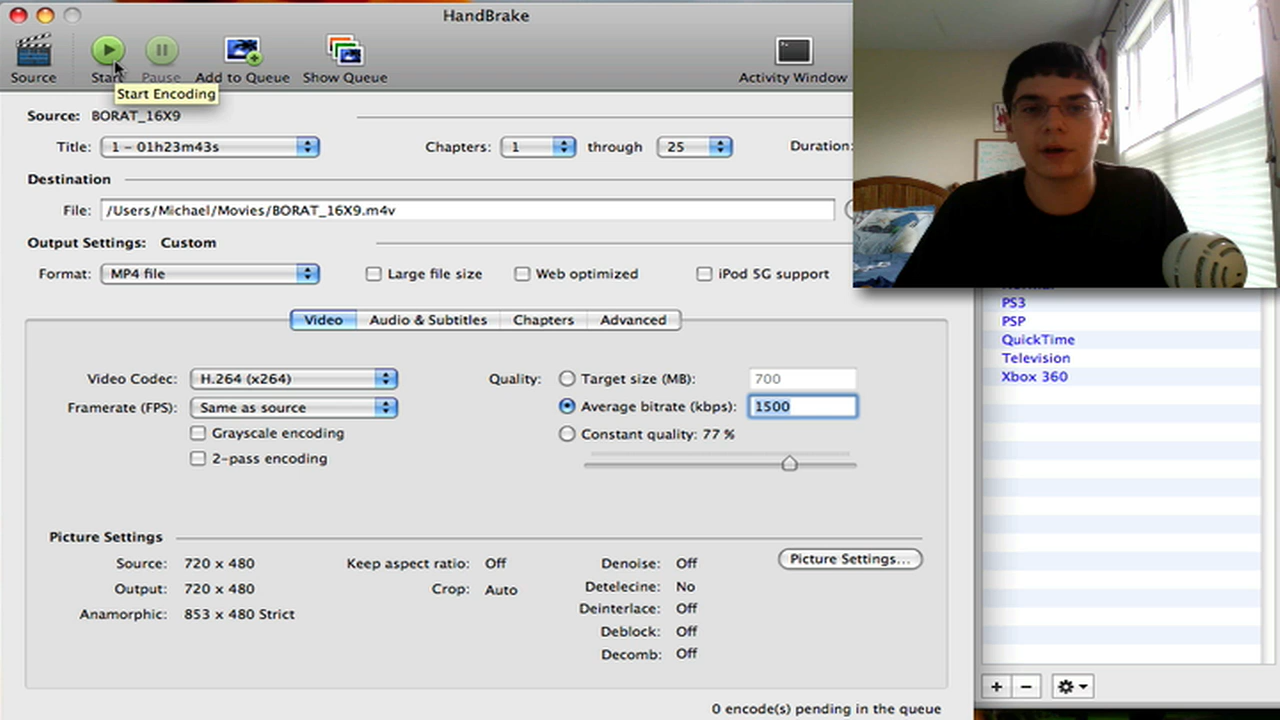 HandBrake
Source Start Pause Add to Queue Show Queue Activity Window
Start Encoding
Source: BORAT_16X9
Title: 1 - 01h23m43s Chapters: 1 through 25 Duration:
Destination
File: /Users/Michael/Movies/BORAT_16X9.m4v
Output Settings: Custom
Format: MP4 file Large file size Web optimized iPod 5G support
PS3
PSP
QuickTime
Television
Xbox 360
Video Audio & Subtitles Chapters Advanced
Video Codec: H.264 (x264) Quality: Target size (MB): 700
Framerate (FPS): Same as source Average bitrate (kbps): 1500
Grayscale encoding Constant quality: 77 %
2-pass encoding
Picture Settings
Picture Settings...
Source: 720 x 480 Keep aspect ratio: Off Denoise: Off
Output: 720 x 480 Crop: Auto Detelecine: No
Anamorphic: 853 x 480 Strict Deinterlace: Off
Deblock: Off
Decomb: Off
0 encode(s) pending in the queue